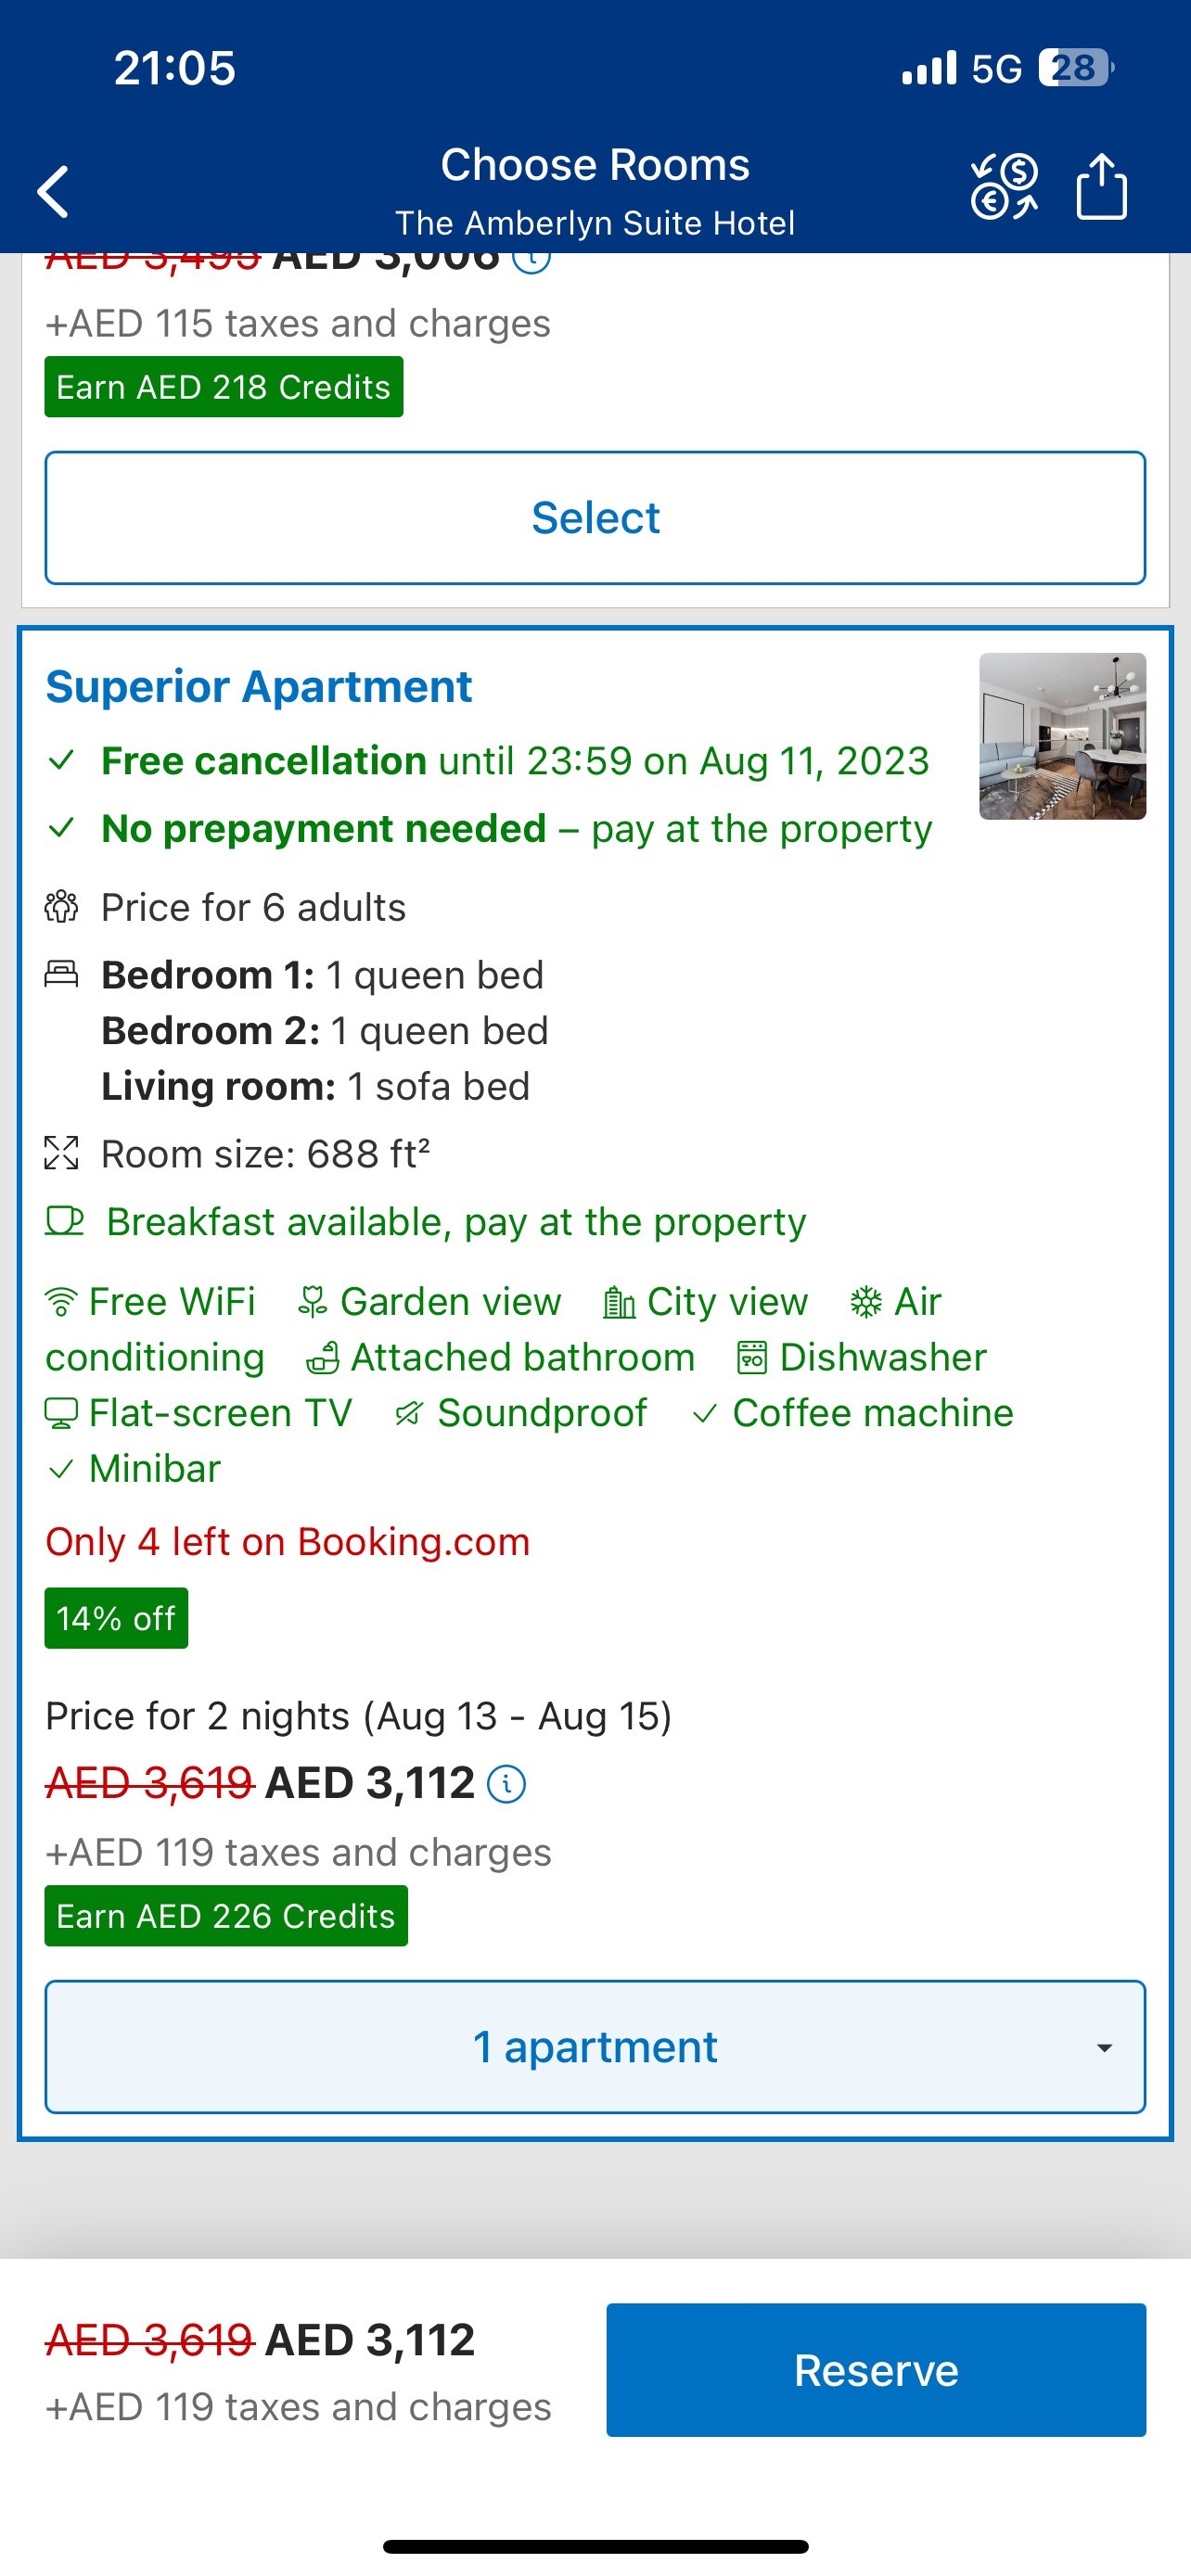 21:05
5G 28
Choose Rooms
The Amberlyn Suite Hotel
AED 3,495 AED 3,006
+AED 115 taxes and charges
Earn AED 218 Credits
Select
Superior Apartment
Free cancellation until 23:59 on Aug 11, 2023
No prepayment needed – pay at the property
Price for 6 adults
Bedroom 1: 1 queen bed
Bedroom 2: 1 queen bed
Living room: 1 sofa bed
Room size: 688 ft²
Breakfast available, pay at the property
Free WiFi Garden view City view Air
conditioning Attached bathroom Dishwasher
Flat-screen TV Soundproof Coffee machine
Minibar
Only 4 left on Booking.com
14% off
Price for 2 nights (Aug 13 - Aug 15)
AED 3,619 AED 3,112
+AED 119 taxes and charges
Earn AED 226 Credits
1 apartment
AED 3,619 AED 3,112
+AED 119 taxes and charges
Reserve